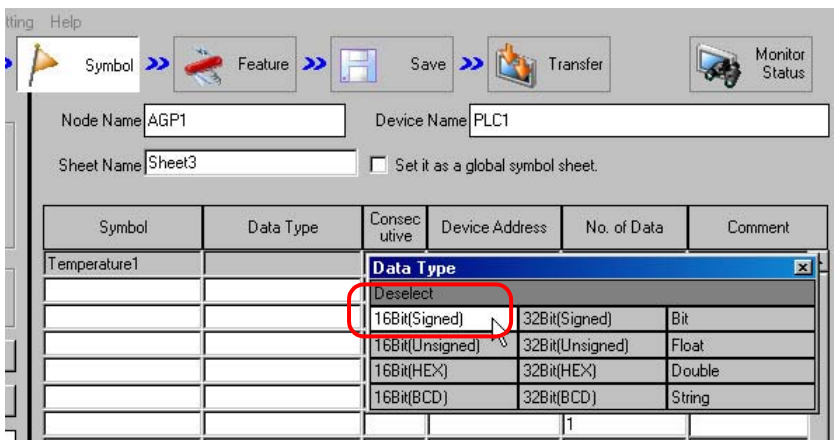 tting Help
Symbol Feature Save Transfer Monitor
Status
Node Name AGP1 Device Name PLC1
Sheet Name Sheet3 Set it as a global symbol sheet.
Symbol Data Type Consec
utive Device Address No. of Data Comment
Temperature1
Data Type
Deselect
16Bit(Signed) 32Bit(Signed) Bit
16Bit(Unsigned) 32Bit(Unsigned) Float
16Bit(HEX) 32Bit(HEX) Double
16Bit(BCD) 32Bit(BCD) String
1